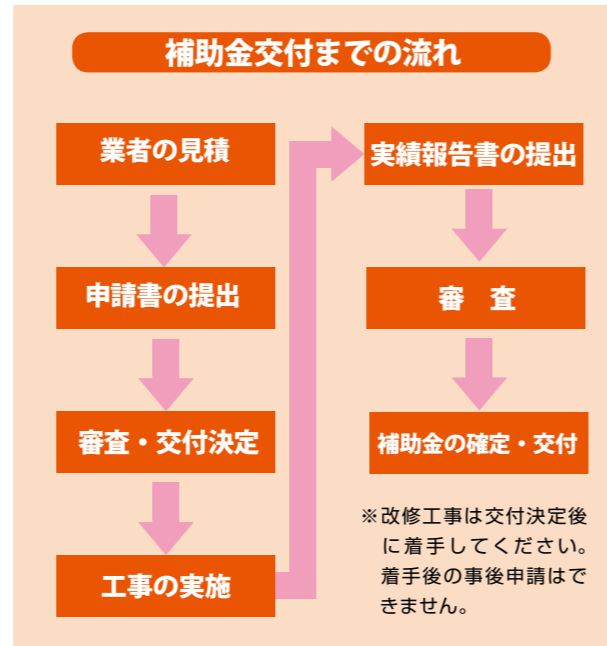 補助金交付までの流れ
業者の見積
申請書の提出
審査・交付決定
工事の実施
実績報告書の提出
審　査
補助金の確定・交付
※改修工事は交付決定後
に着手してください。
着手後の事後申請はで
きません。